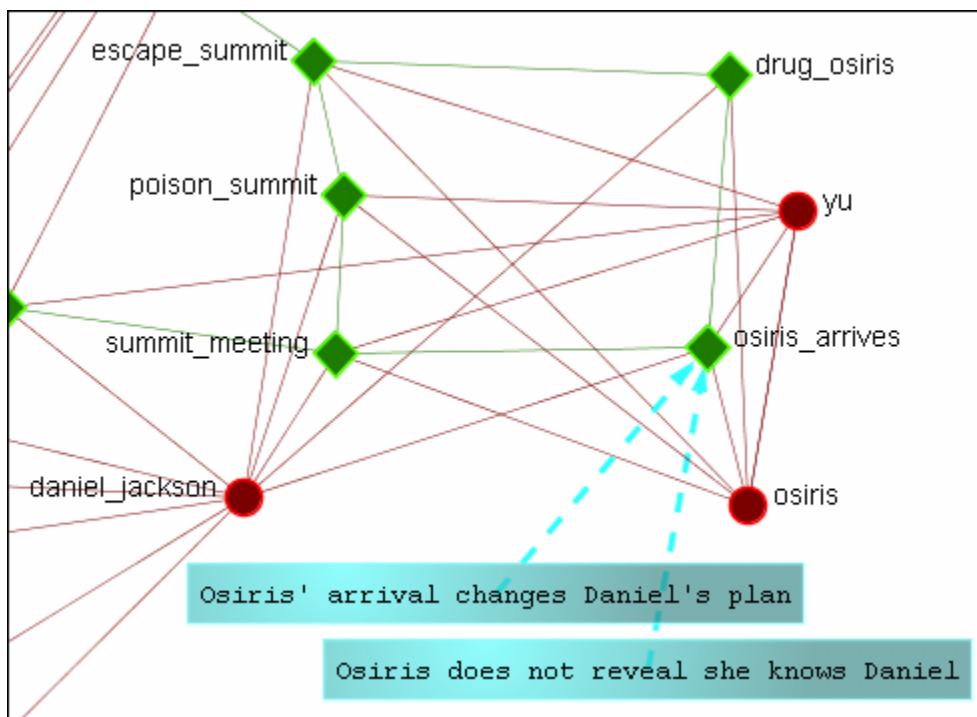 escape_summit
drug_osiris
poison_summit
yu
summit_meeting
osiris_arrives
daniel_jackson
osiris
Osiris' arrival changes Daniel's plan
Osiris does not reveal she knows Daniel